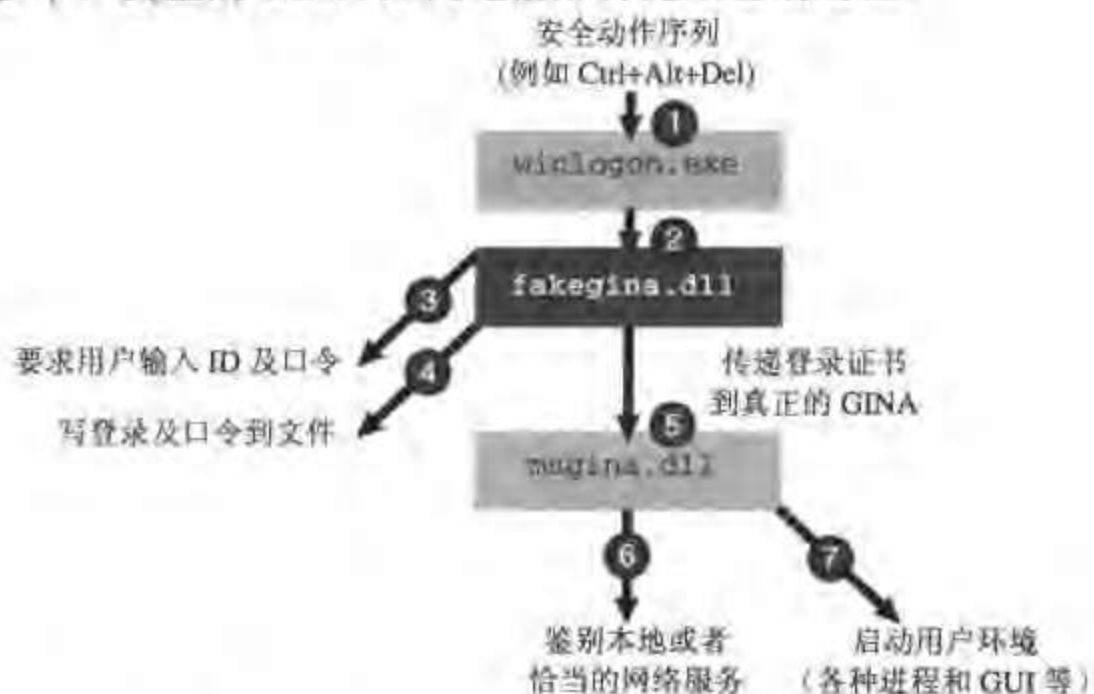 安全动作序列
(例如 Ctrl+Alt+Del)
1
winlogon.exe
2
fakegina.dll
3
要求用户输入 ID 及口令
4
写登录及口令到文件
传递登录证书
到真正的 GINA
5
msgina.dll
6
7
鉴别本地或者
恰当的网络服务
启动用户环境
（各种进程和 GUI 等）